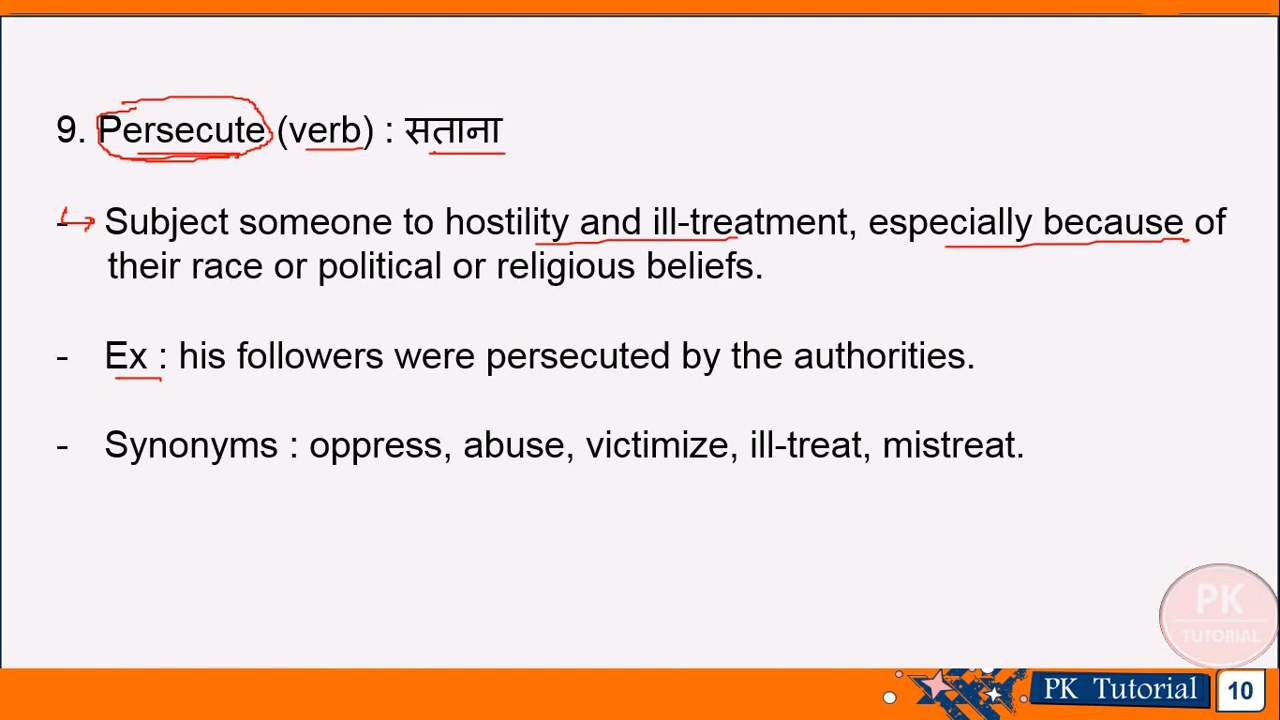 9. Persecute (verb) : सताना
- Subject someone to hostility and ill-treatment, especially because of
their race or political or religious beliefs.
- Ex : his followers were persecuted by the authorities.
- Synonyms : oppress, abuse, victimize, ill-treat, mistreat.
PK
TUTORIAL
PK Tutorial 10